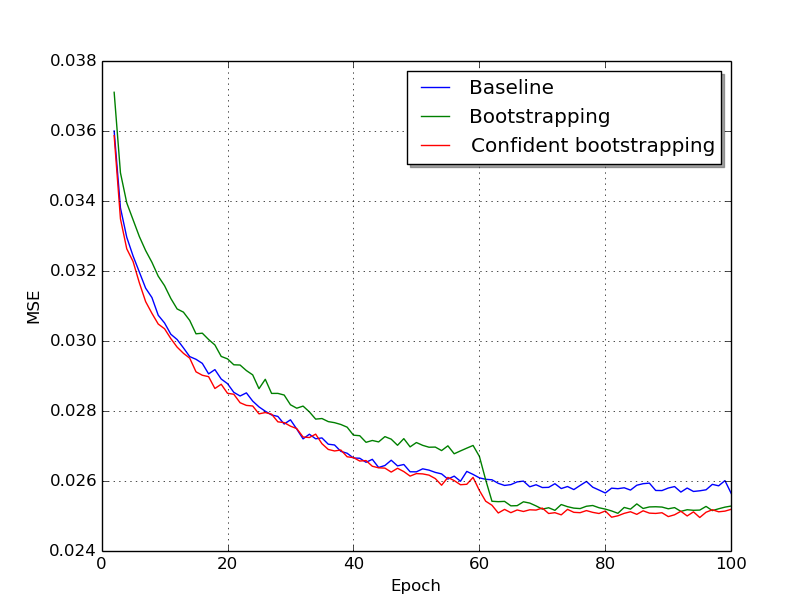 0.038
0.036
0.034
0.032
0.030
0.028
0.026
0.024
MSE
Baseline
Bootstrapping
Confident bootstrapping
0 20 40 60 80 100
Epoch